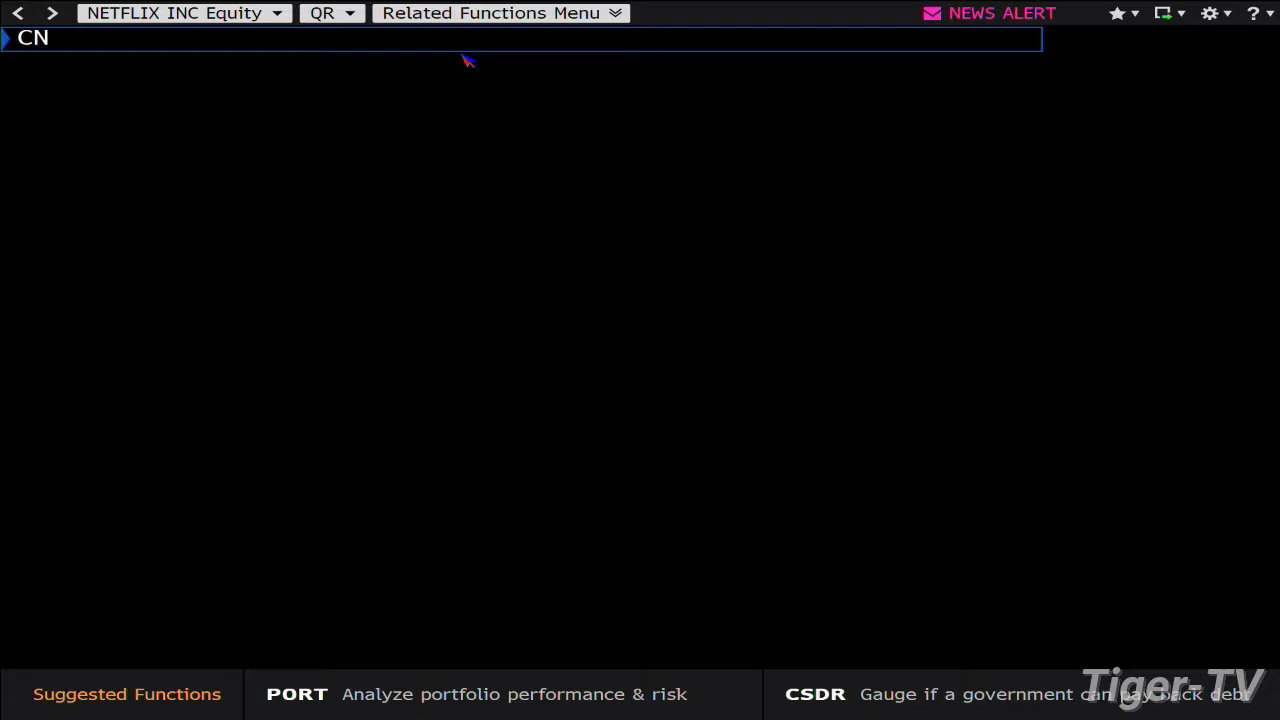 NETFLIX INC Equity QR Related Functions Menu NEWS ALERT ?
CN
Suggested Functions PORT Analyze portfolio performance & risk CSDR Gauge if a government can pay back debt
Tiger-TV